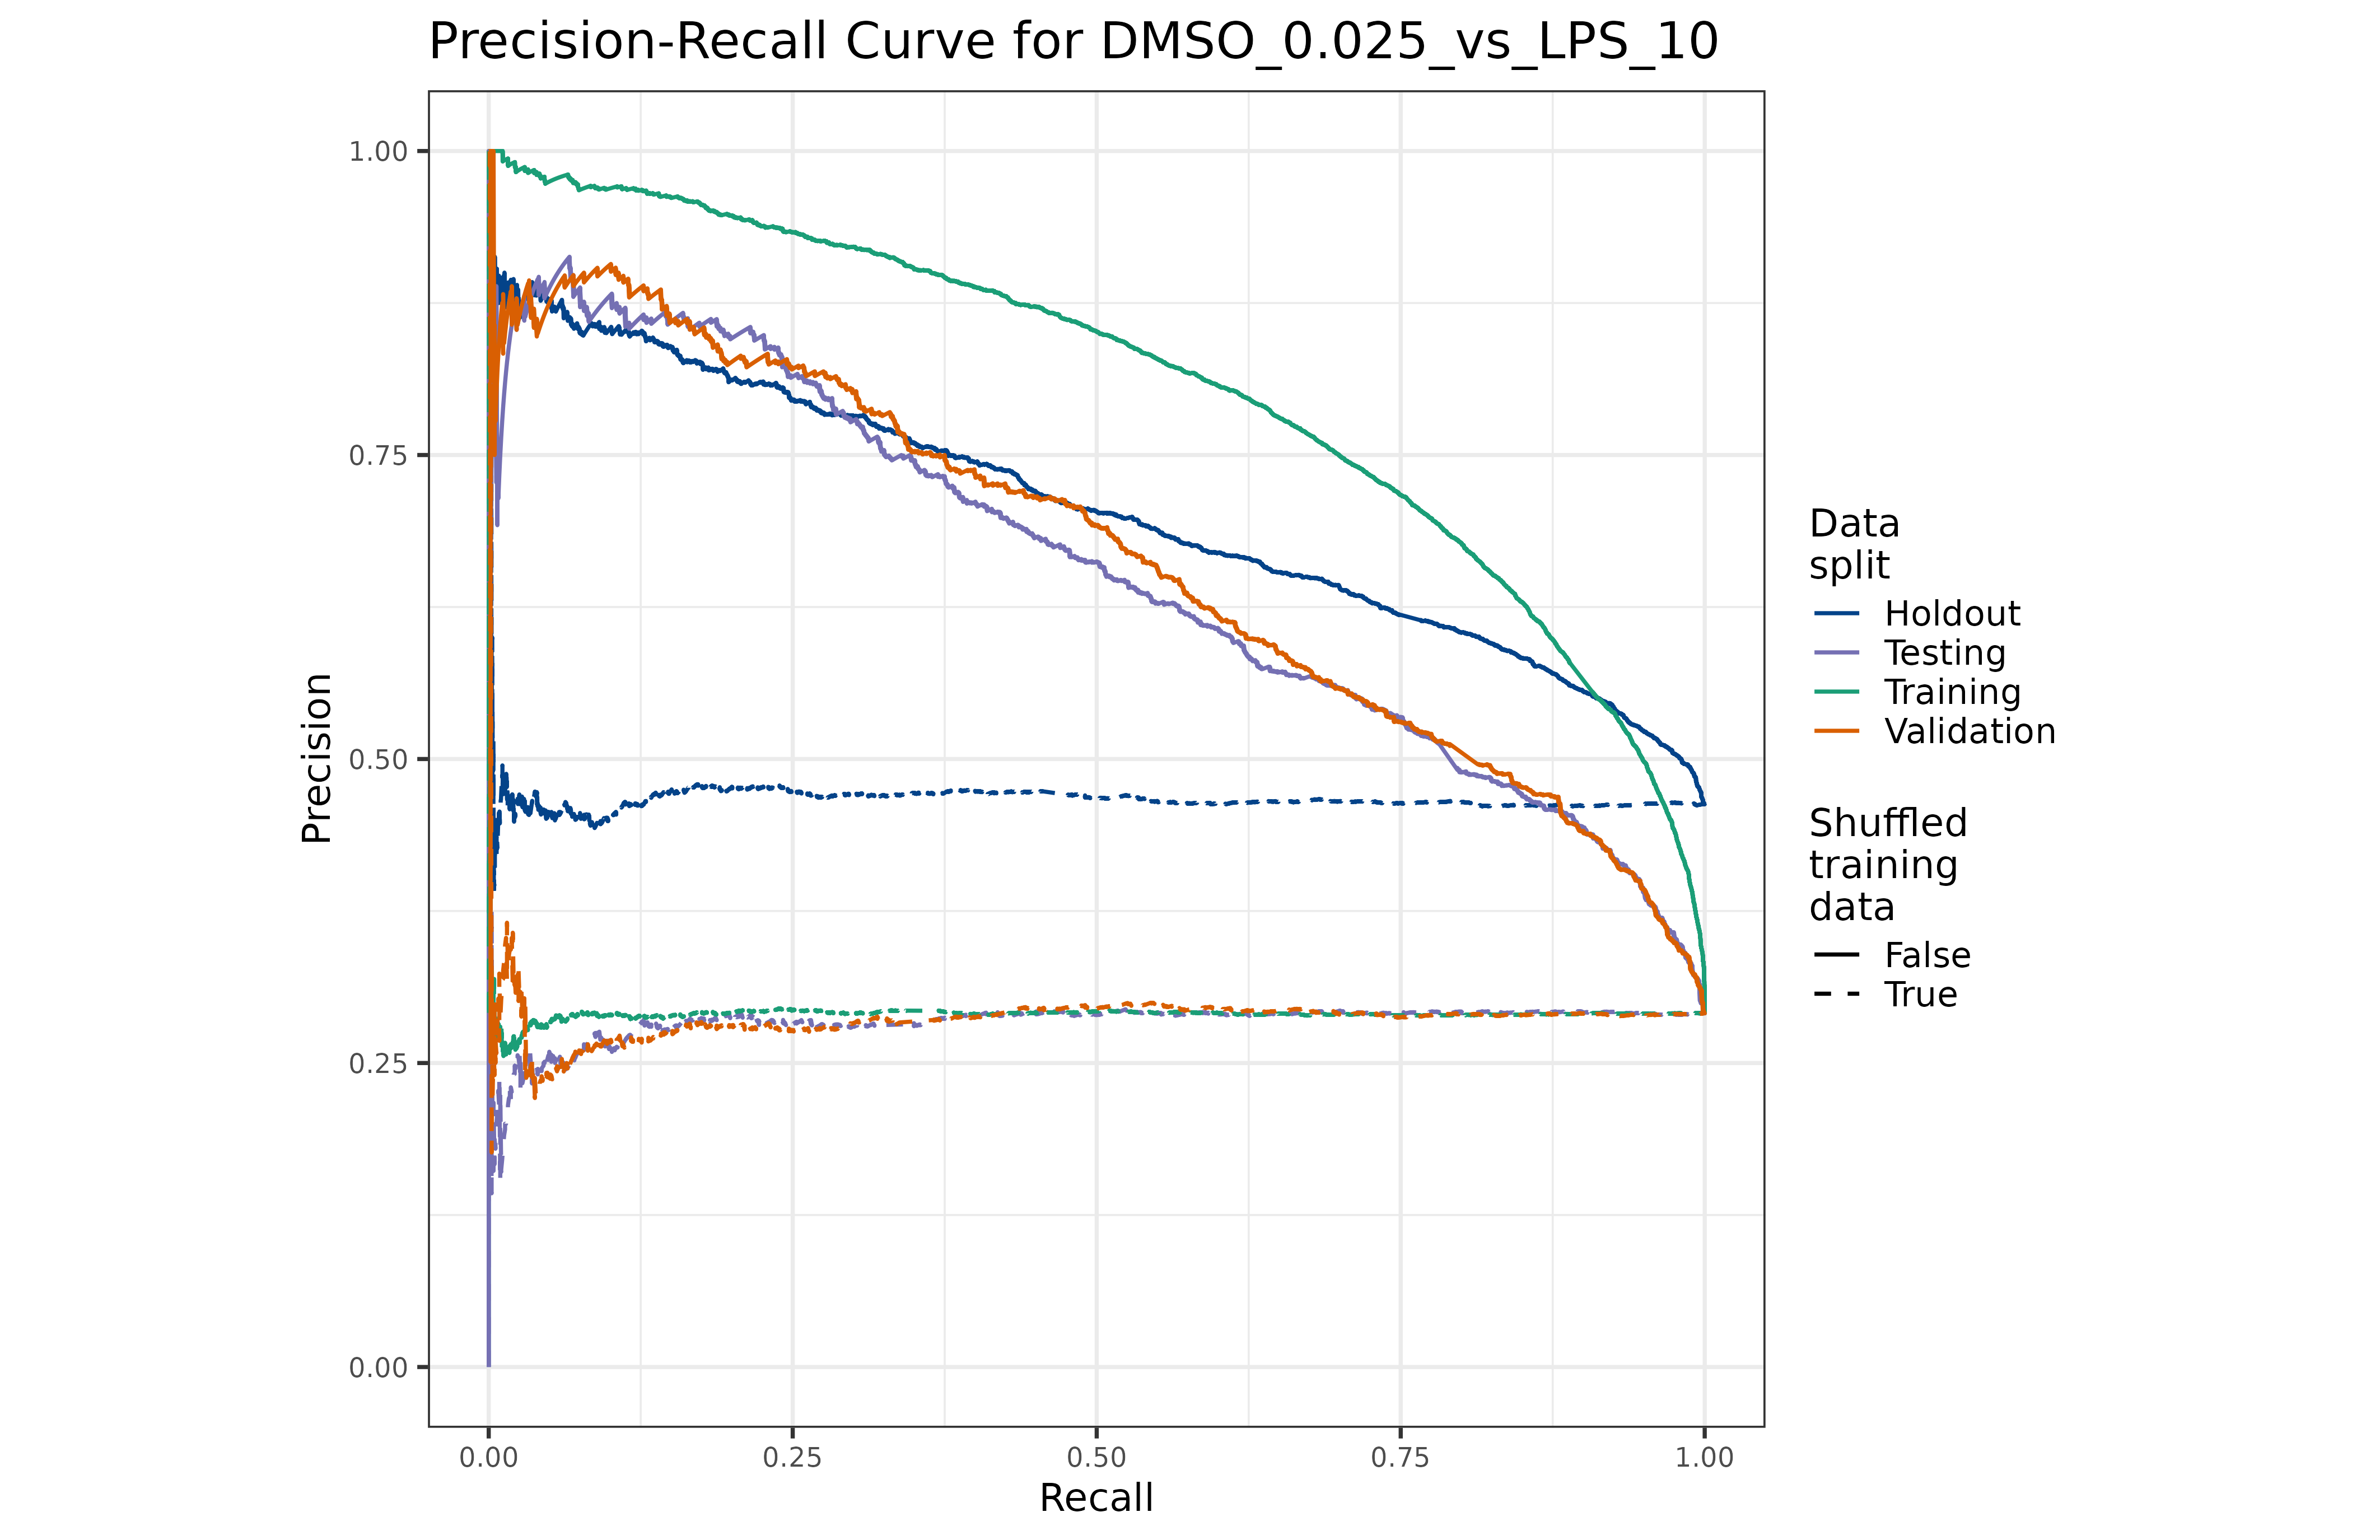 Precision-Recall Curve for DMSO_0.025_vs_LPS_10
Precision
1.00
0.75
0.50
0.25
0.00
0.00
0.25
0.50
0.75
1.00
Recall
Data
split
Holdout
Testing
Training
Validation
Shuffled
training
data
False
True